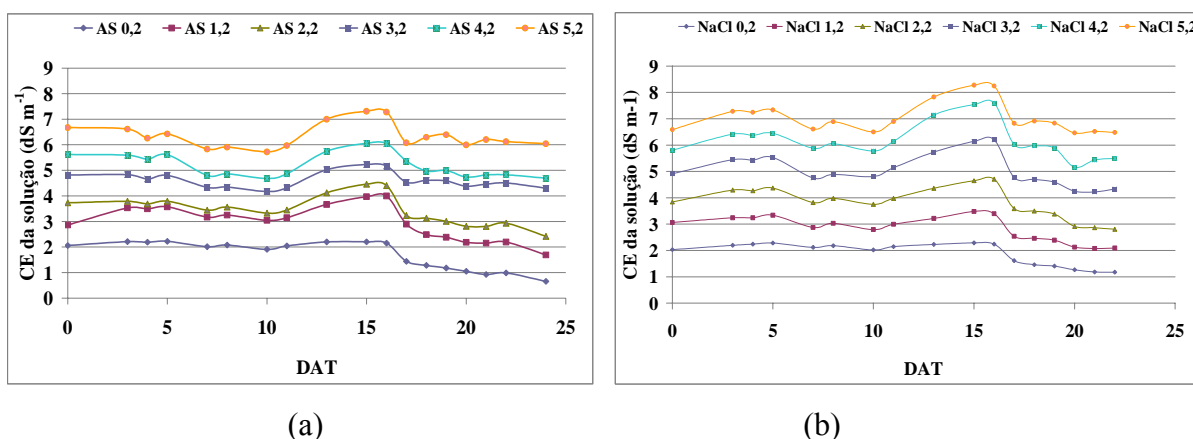 AS 0,2 AS 1,2 AS 2,2 AS 3,2 AS 4,2 AS 5,2
CE da solução (dS m⁻¹)
9
8
7
6
5
4
3
2
1
0
0 5 10 15 20 25
DAT
(a)
NaCl 0,2 NaCl 1,2 NaCl 2,2 NaCl 3,2 NaCl 4,2 NaCl 5,2
CE da solução (dS m-1)
9
8
7
6
5
4
3
2
1
0
0 5 10 15 20 25
DAT
(b)